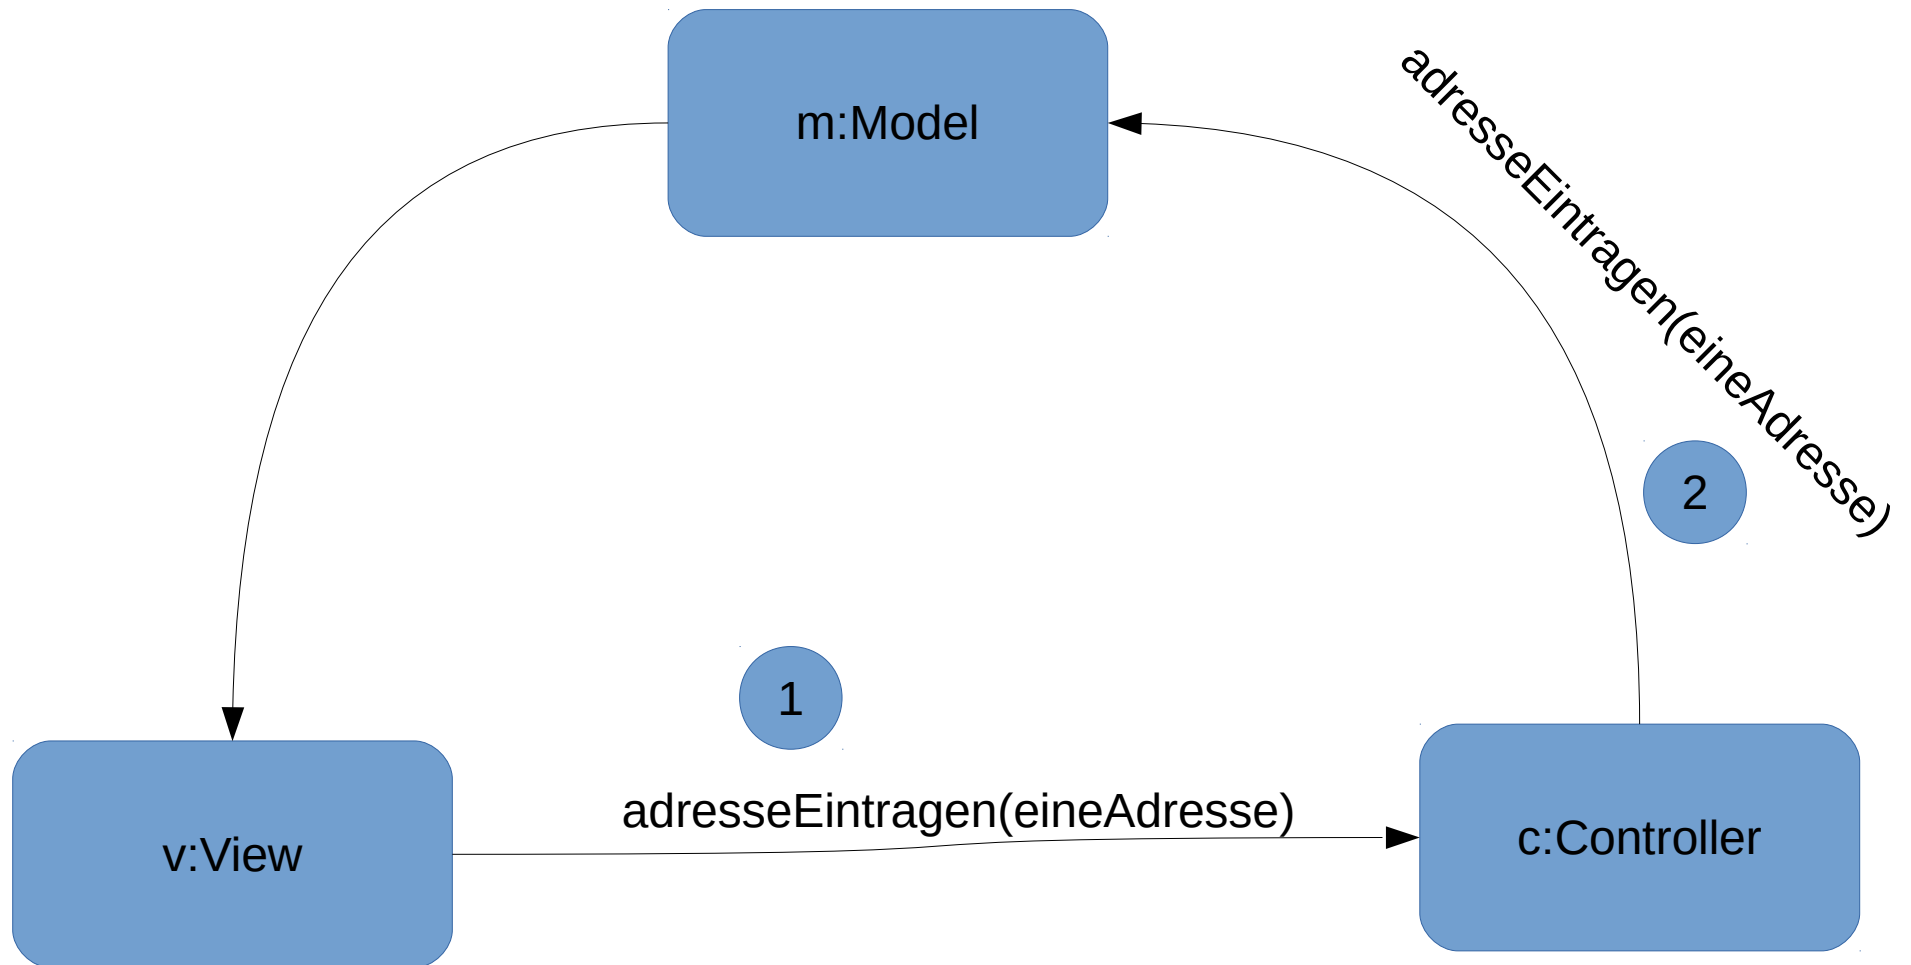 m:Model
adresseEintragen(eineAdresse)
2
1
adresseEintragen(eineAdresse)
v:View
c:Controller